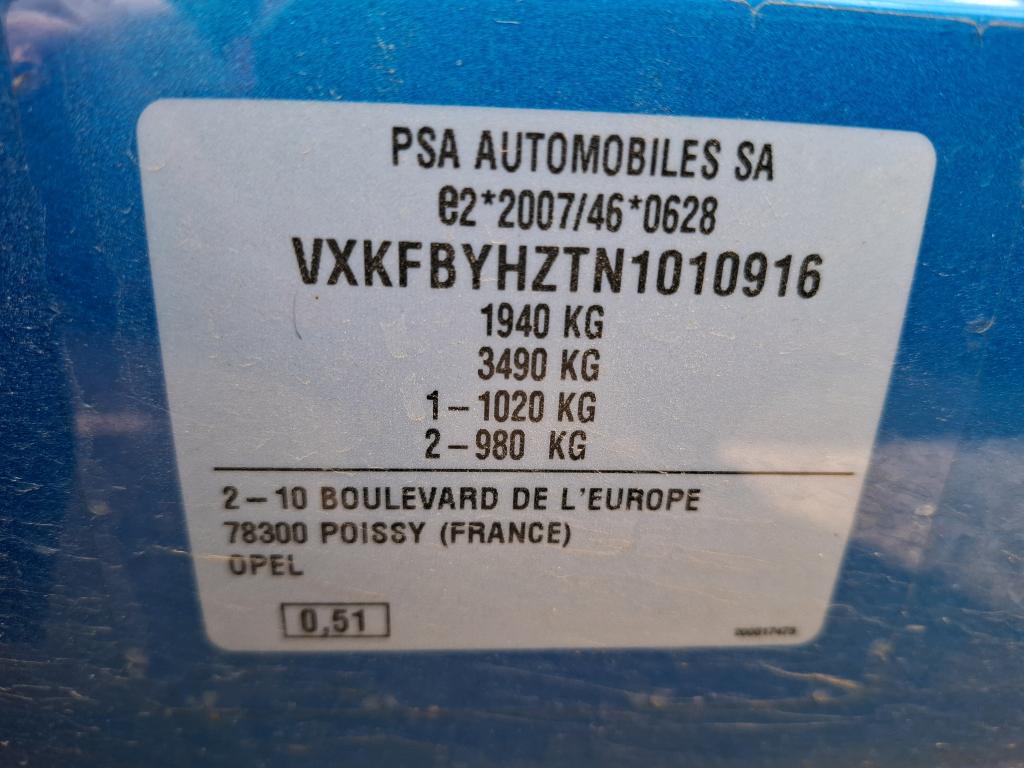 PSA AUTOMOBILES SA
e2*2007/46*0628
VXKFBYHZTN1010916
1940 KG
3490 KG
1-1020 KG
2-980 KG
2-10 BOULEVARD DE L'EUROPE
78300 POISSY (FRANCE)
OPEL
0,51